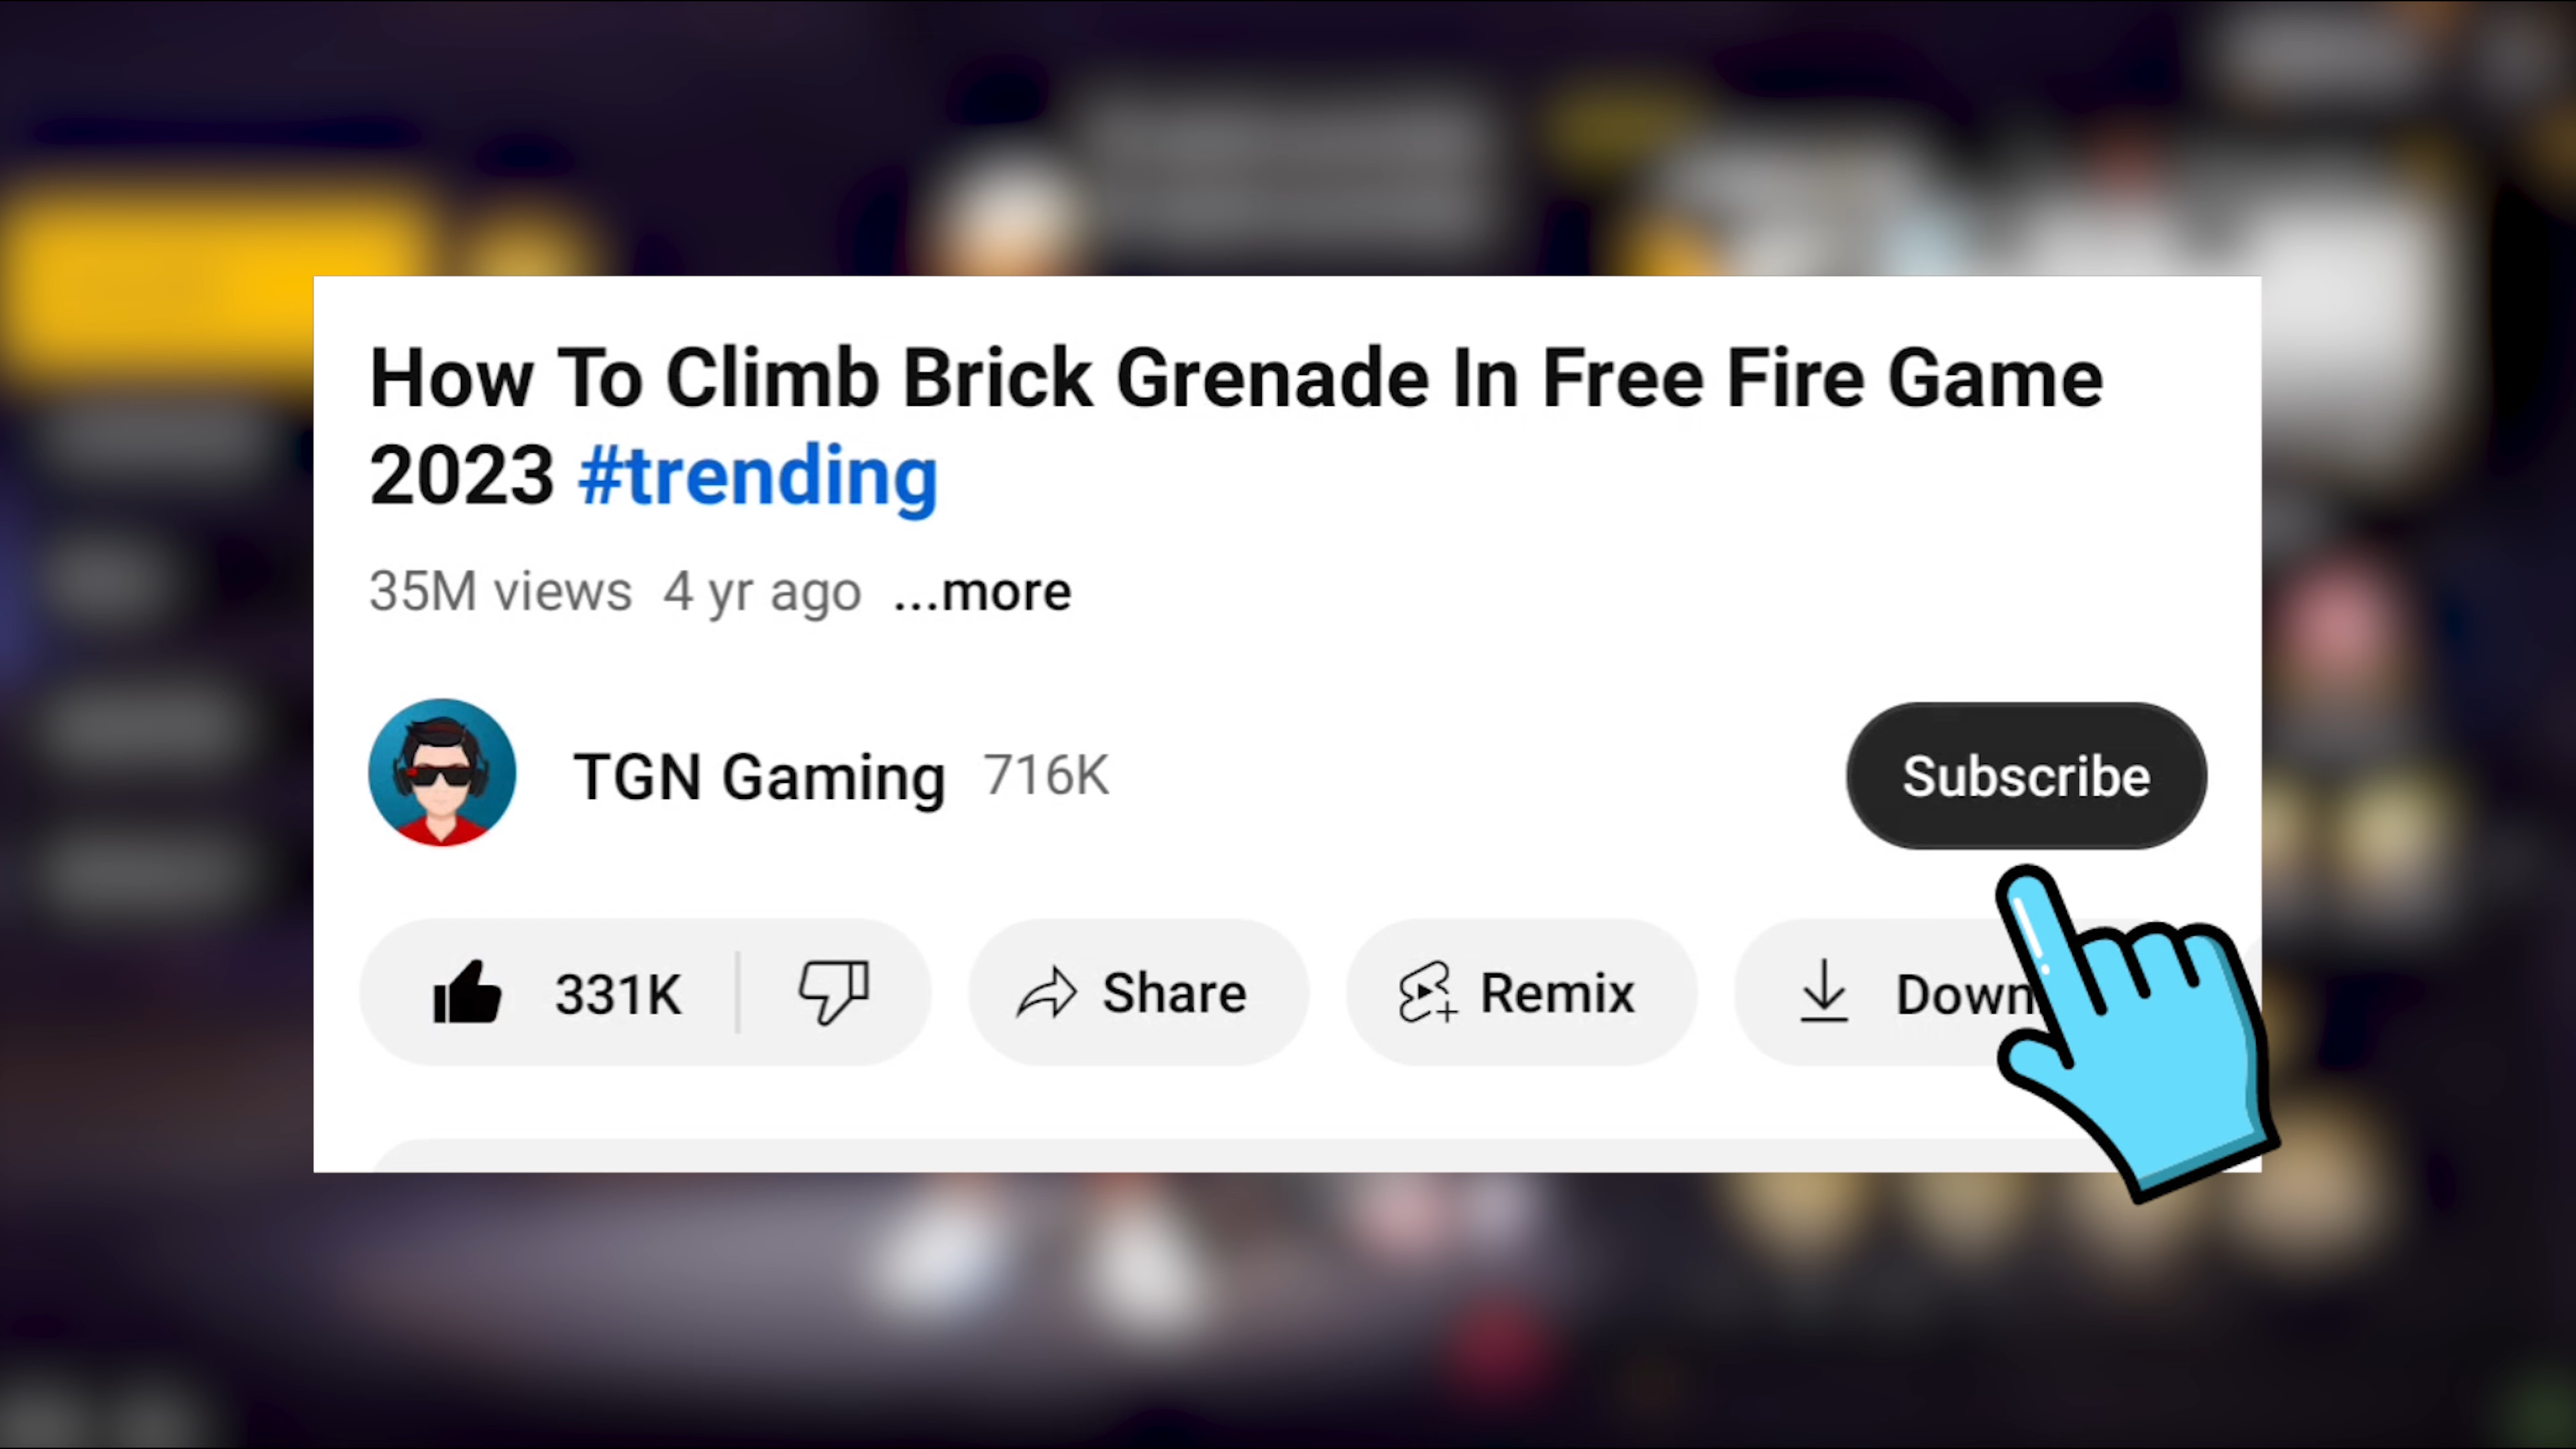 How To Climb Brick Grenade In Free Fire Game
2023 #trending
35M views 4 yr ago ...more
TGN Gaming 716K
Subscribe
331K Share Remix Down